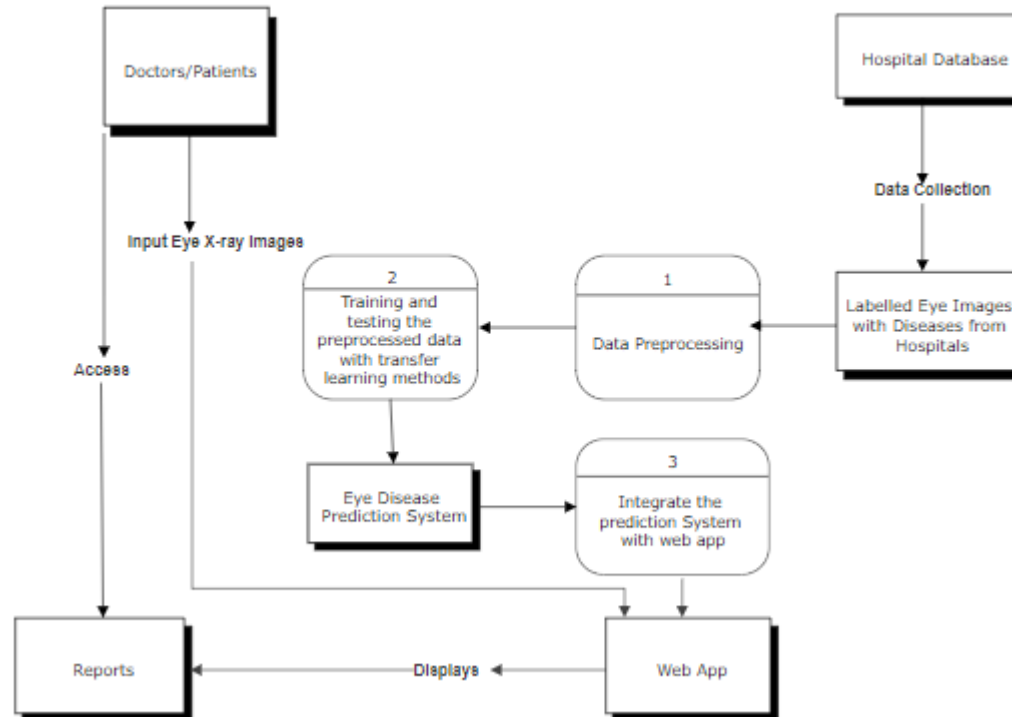 Doctors/Patients
Hospital Database
Data Collection
Input Eye X-ray Images
2
Training and
testing the
preprocessed data
with transfer
learning methods
1
Data Preprocessing
Labelled Eye Images
with Diseases from
Hospitals
Access
Eye Disease
Prediction System
3
Integrate the
prediction System
with web app
Reports
Displays
Web App